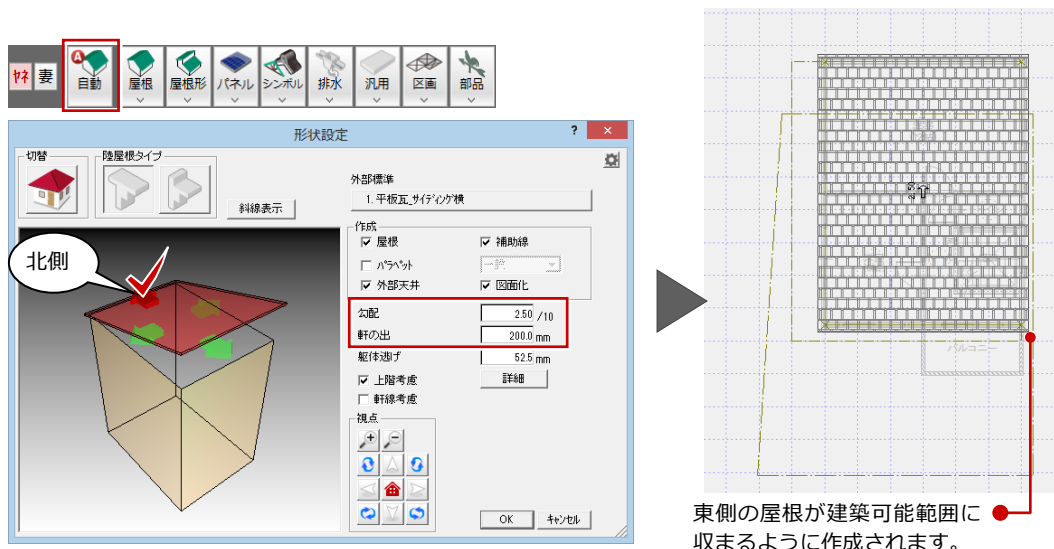 ヤネ 妻 自動 屋根 屋根形 パネル シンボル 排水 汎用 区画 部品
形状設定 ? ×
切替 陸屋根タイプ
斜線表示
外部標準
1. 平板瓦_サイディング横
作成
屋根 補助線
パラペット 一般
外部天井 図面化
勾配 2.50 /10
軒の出 200.0 mm
躯体逃げ 52.5 mm
上階考慮 詳細
軒線考慮
視点
OK キャンセル
北側
2.50
バルコニー
東側の屋根が建築可能範囲に
収まるように作成されます。